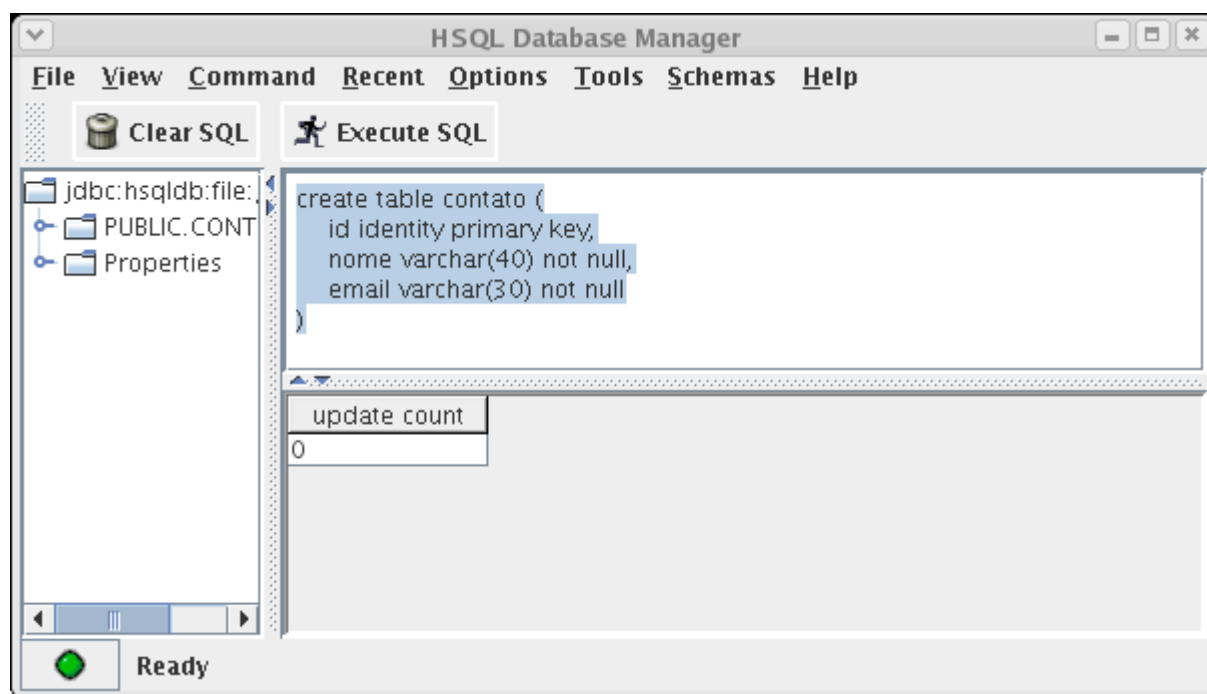 HSQL Database Manager
File View Command Recent Options Tools Schemas Help
Clear SQL Execute SQL
jdbc:hsqldb:file:
PUBLIC.CONT
Properties
create table contato (
id identity primary key,
nome varchar(40) not null,
email varchar(30) not null
)
update count
0
Ready